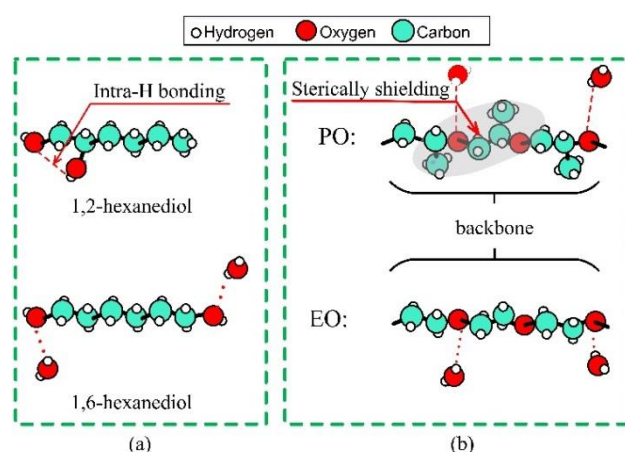 Hydrogen Oxygen Carbon
Intra-H bonding
1,2-hexanediol
1,6-hexanediol
(a)
Sterically shielding
PO:
backbone
EO:
(b)